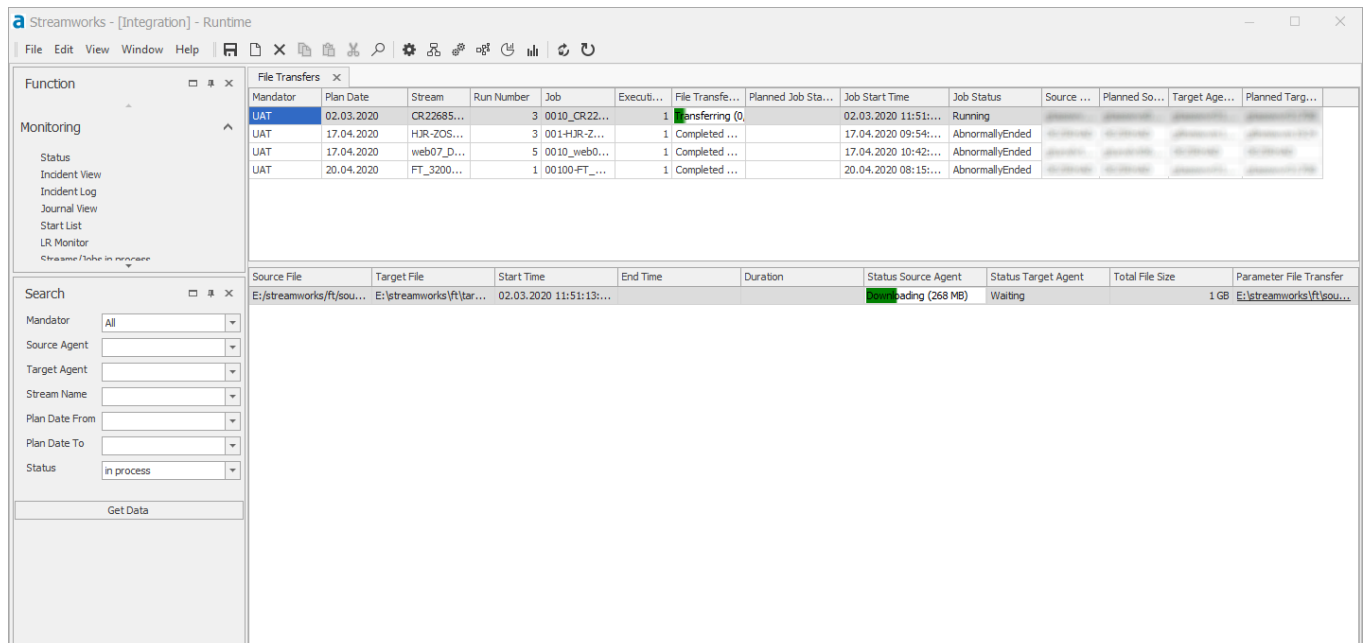 a Streamworks - [Integration] - Runtime
File Edit View Window Help
Function
Monitoring
Status
Incident View
Incident Log
Journal View
Start List
LR Monitor
Streams/Jobs in process
Search
Mandator All
Source Agent
Target Agent
Stream Name
Plan Date From
Plan Date To
Status in process
Get Data
File Transfers
Mandator Plan Date Stream Run Number Job Executi... File Transfe... Planned Job Sta... Job Start Time Job Status Source ... Planned So... Target Age... Planned Targ...
UAT 02.03.2020 CR22685... 3 0010_CR22... 1 Transferring (0, 02.03.2020 11:51:... Running
UAT 17.04.2020 HJR-ZOS... 3 001-HJR-Z... 1 Completed ... 17.04.2020 09:54:... AbnormallyEnded
UAT 17.04.2020 web07_D... 5 0010_web0... 1 Completed ... 17.04.2020 10:42:... AbnormallyEnded
UAT 20.04.2020 FT_3200... 1 00100-FT_... 1 Completed ... 20.04.2020 08:15:... AbnormallyEnded
Source File Target File Start Time End Time Duration Status Source Agent Status Target Agent Total File Size Parameter File Transfer
E:/streamworks/ft/sou... E:\streamworks\ft\tar... 02.03.2020 11:51:13:... Downloading (268 MB) Waiting 1 GB E:\streamworks\ft\sou...